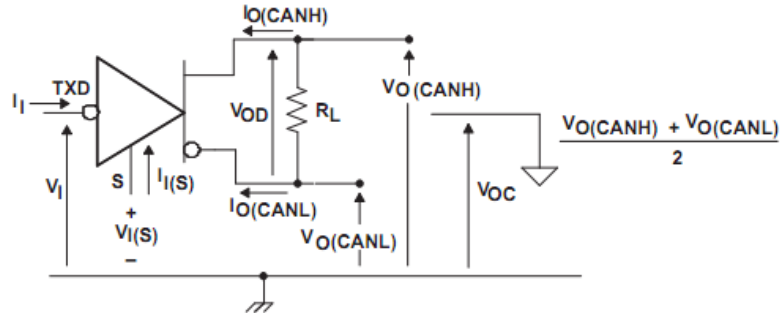 IO(CANH)
TXD
II
VOD
RL
VO(CANH)
VO(CANH) + VO(CANL)
2
VI
S
II(S)
IO(CANL)
VOC
+
VI(S)
–
VO(CANL)